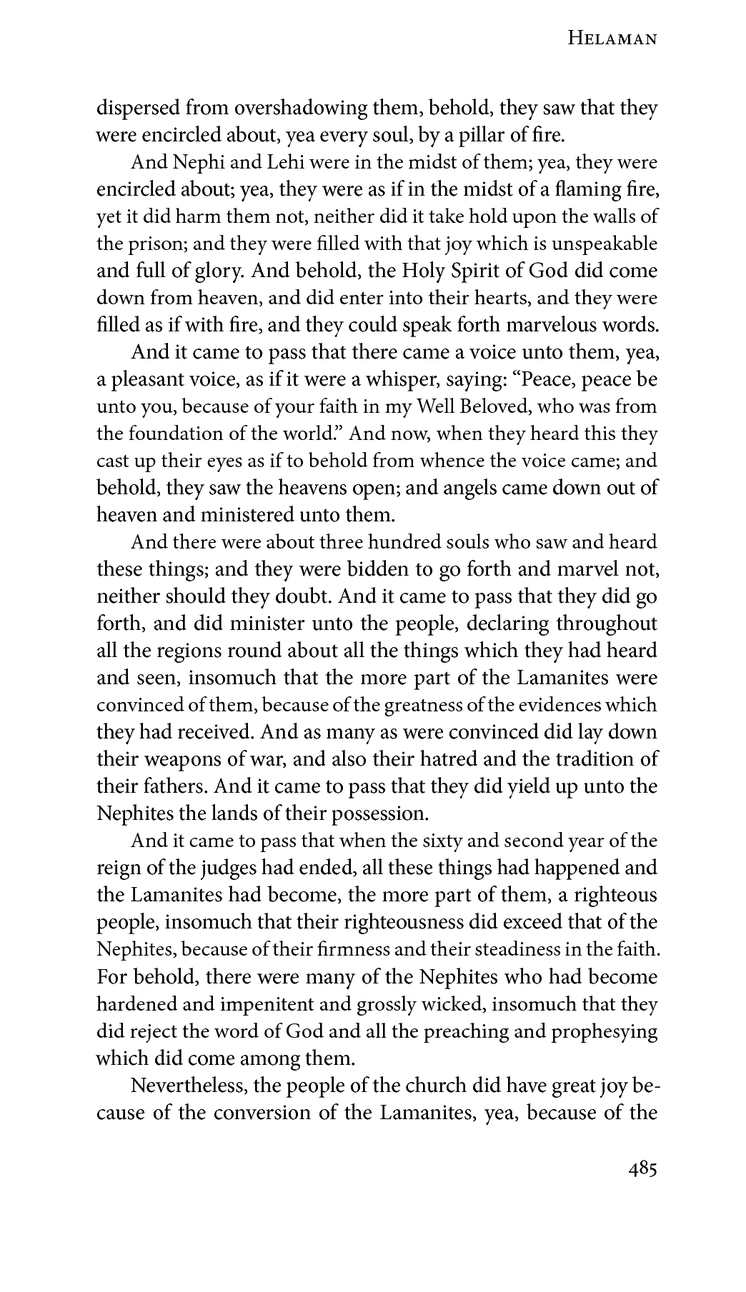 Helaman
dispersed from overshadowing them, behold, they saw that they
were encircled about, yea every soul, by a pillar of fire.
And Nephi and Lehi were in the midst of them; yea, they were
encircled about; yea, they were as if in the midst of a flaming fire,
yet it did harm them not, neither did it take hold upon the walls of
the prison; and they were filled with that joy which is unspeakable
and full of glory. And behold, the Holy Spirit of God did come
down from heaven, and did enter into their hearts, and they were
filled as if with fire, and they could speak forth marvelous words.
And it came to pass that there came a voice unto them, yea,
a pleasant voice, as if it were a whisper, saying: “Peace, peace be
unto you, because of your faith in my Well Beloved, who was from
the foundation of the world.” And now, when they heard this they
cast up their eyes as if to behold from whence the voice came; and
behold, they saw the heavens open; and angels came down out of
heaven and ministered unto them.
And there were about three hundred souls who saw and heard
these things; and they were bidden to go forth and marvel not,
neither should they doubt. And it came to pass that they did go
forth, and did minister unto the people, declaring throughout
all the regions round about all the things which they had heard
and seen, insomuch that the more part of the Lamanites were
convinced of them, because of the greatness of the evidences which
they had received. And as many as were convinced did lay down
their weapons of war, and also their hatred and the tradition of
their fathers. And it came to pass that they did yield up unto the
Nephites the lands of their possession.
And it came to pass that when the sixty and second year of the
reign of the judges had ended, all these things had happened and
the Lamanites had become, the more part of them, a righteous
people, insomuch that their righteousness did exceed that of the
Nephites, because of their firmness and their steadiness in the faith.
For behold, there were many of the Nephites who had become
hardened and impenitent and grossly wicked, insomuch that they
did reject the word of God and all the preaching and prophesying
which did come among them.
Nevertheless, the people of the church did have great joy be-
cause of the conversion of the Lamanites, yea, because of the
485